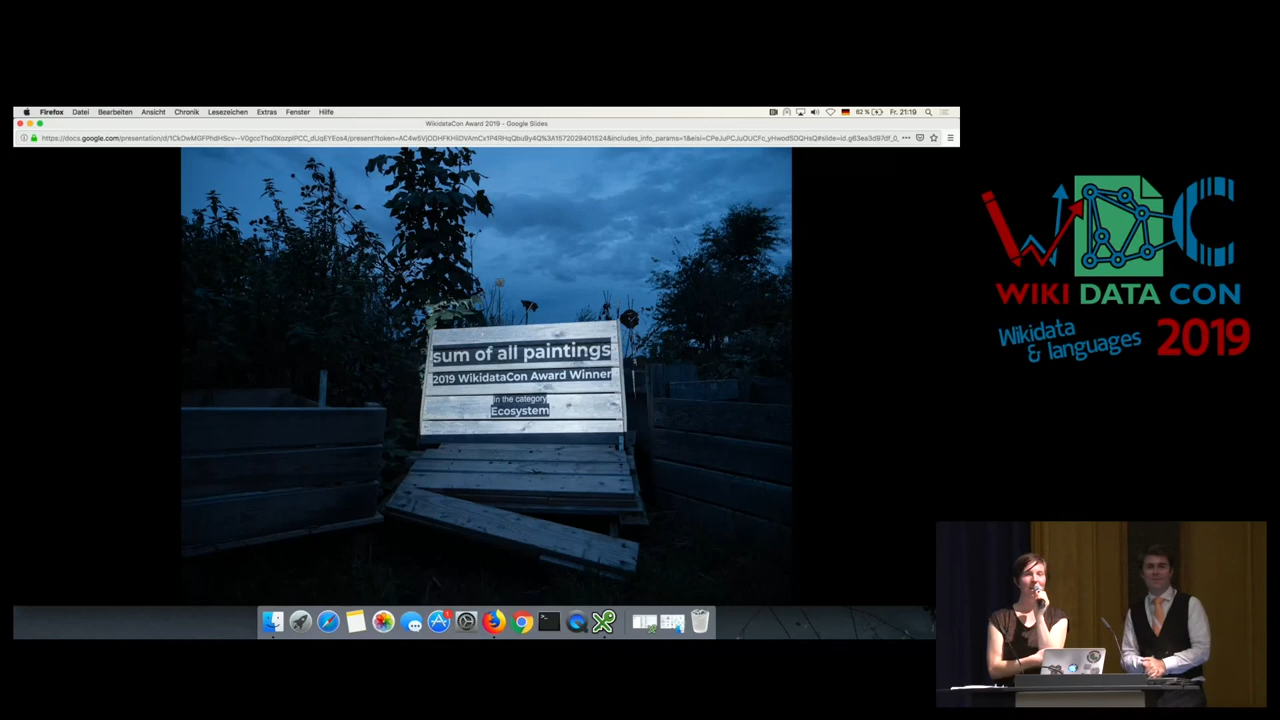 Firefox Datei Bearbeiten Ansicht Chronik Lesezeichen Extras Fenster Hilfe 62 % Fr. 21:19
WikidataCon Award 2019 - Google Slides
sum of all paintings
2019 WikidataCon Award Winner
in the category
Ecosystem
WIKI DATA CON
Wikidata
& languages 2019